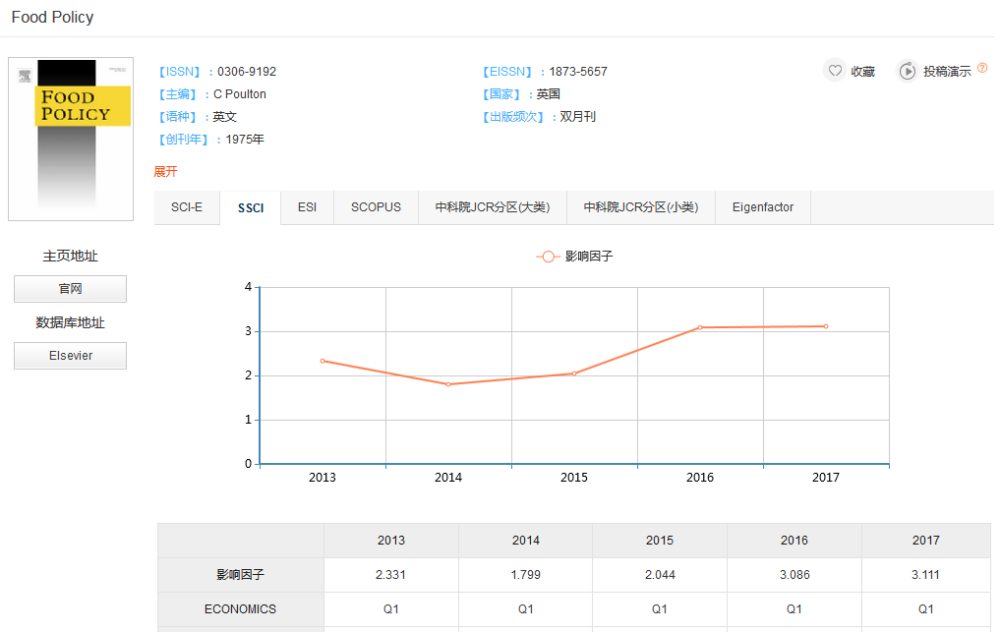 Food Policy
FOOD
POLICY
【ISSN】：0306-9192
【EISSN】：1873-5657
收藏
投稿演示
?
【主编】：C Poulton
【国家】：英国
【语种】：英文
【出版频次】：双月刊
【创刊年】：1975年
展开
SCI-E
SSCI
ESI
SCOPUS
中科院JCR分区(大类)
中科院JCR分区(小类)
Eigenfactor
主页地址
官网
数据库地址
Elsevier
影响因子
4
3
2
1
0
2013 2014 2015 2016 2017
2013 2014 2015 2016 2017
影响因子 2.331 1.799 2.044 3.086 3.111
ECONOMICS Q1 Q1 Q1 Q1 Q1